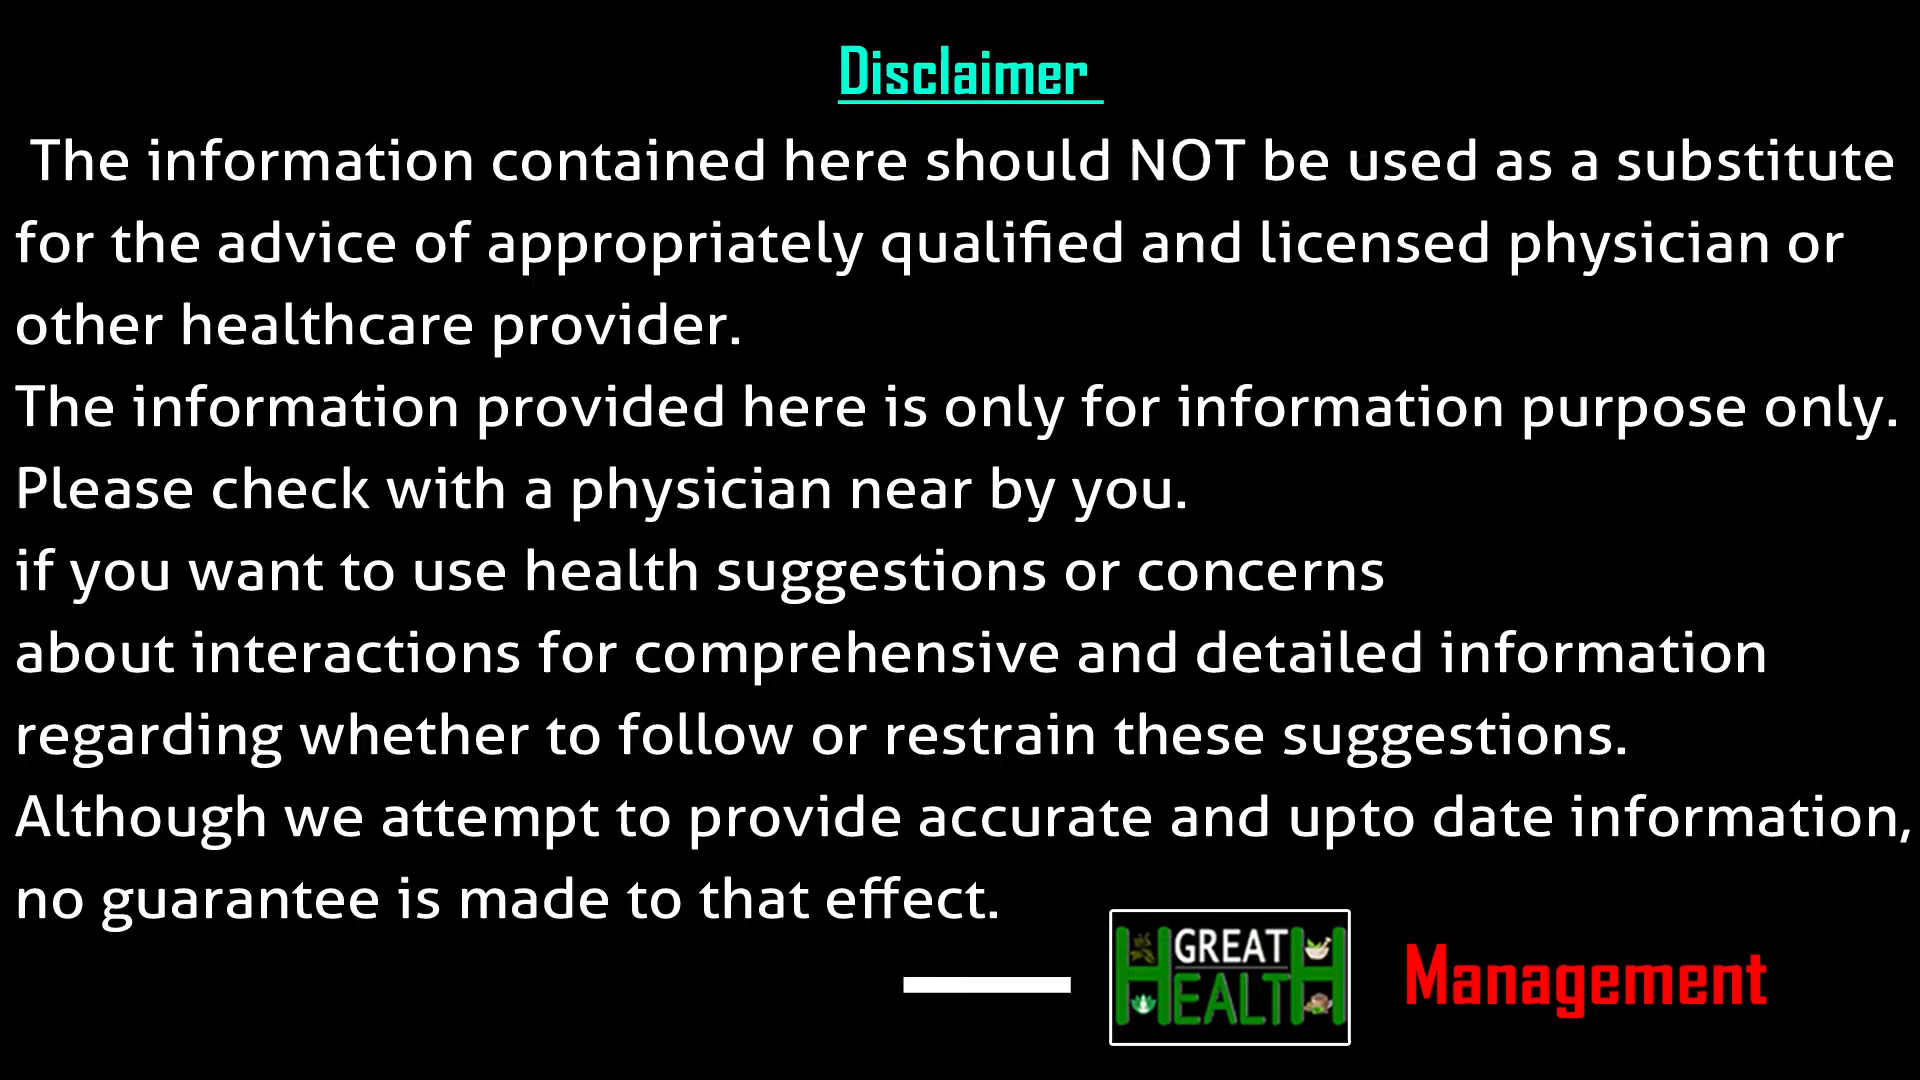 Disclaimer
The information contained here should NOT be used as a substitute
for the advice of appropriately qualified and licensed physician or
other healthcare provider.
The information provided here is only for information purpose only.
Please check with a physician near by you.
if you want to use health suggestions or concerns
about interactions for comprehensive and detailed information
regarding whether to follow or restrain these suggestions.
Although we attempt to provide accurate and upto date information,
no guarantee is made to that effect.
GREAT
HEALTH
Management